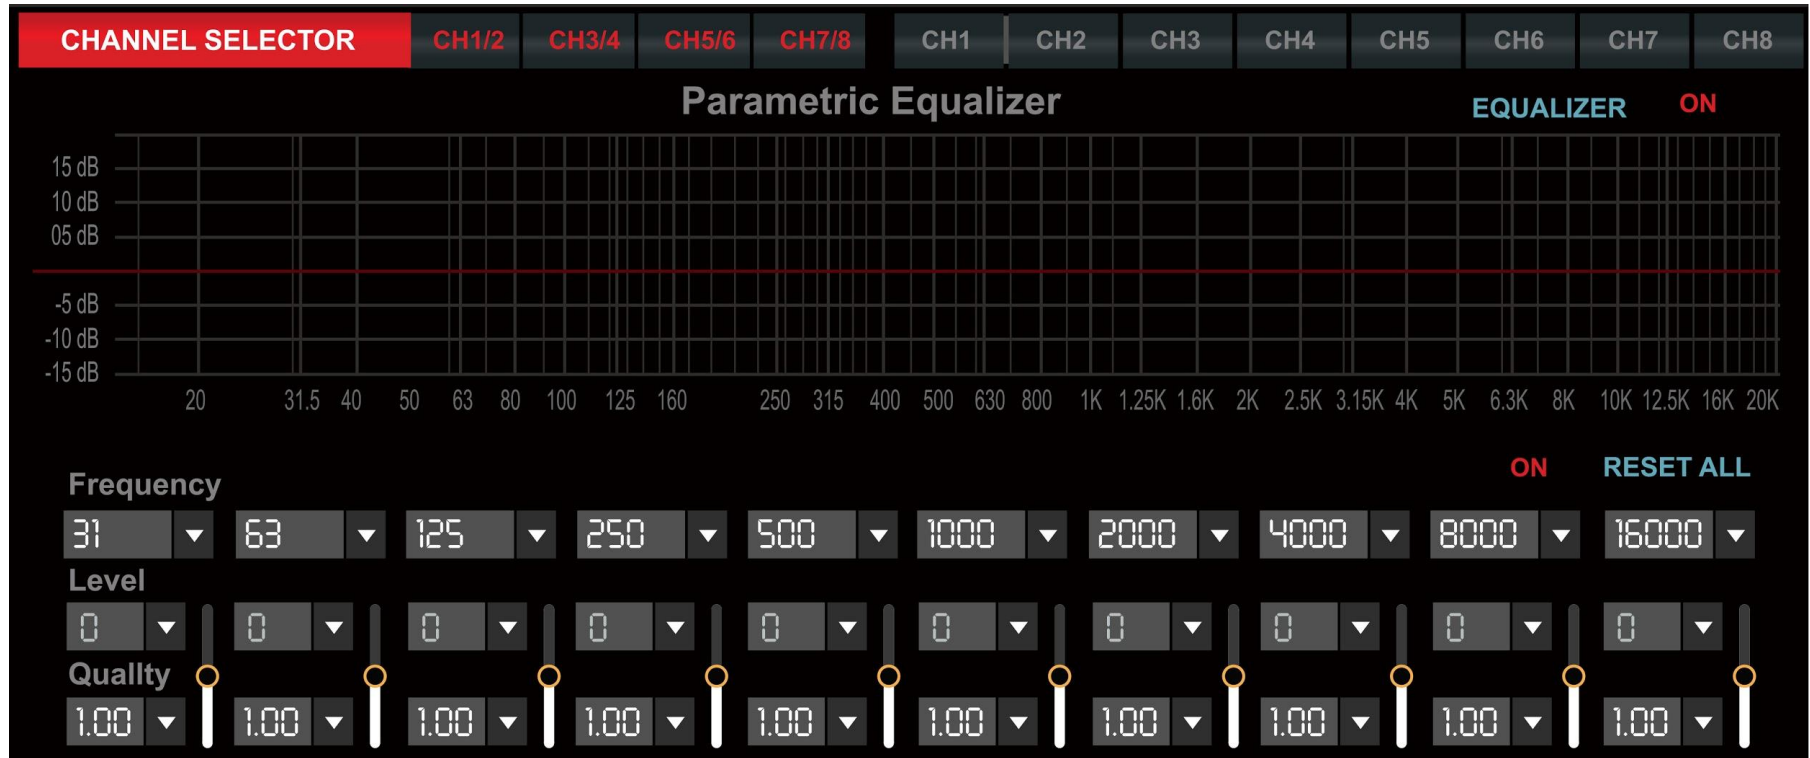 CHANNEL SELECTOR CH1/2 CH3/4 CH5/6 CH7/8 CH1 CH2 CH3 CH4 CH5 CH6 CH7 CH8
Parametric Equalizer EQUALIZER ON
15 dB
10 dB
05 dB
-5 dB
-10 dB
-15 dB
20 31.5 40 50 63 80 100 125 160 250 315 400 500 630 800 1K 1.25K 1.6K 2K 2.5K 3.15K 4K 5K 6.3K 8K 10K 12.5K 16K 20K
ON RESET ALL
Frequency
31 63 125 250 500 1000 2000 4000 8000 16000
Level
0 0 0 0 0 0 0 0 0 0
Quallty
1.00 1.00 1.00 1.00 1.00 1.00 1.00 1.00 1.00 1.00